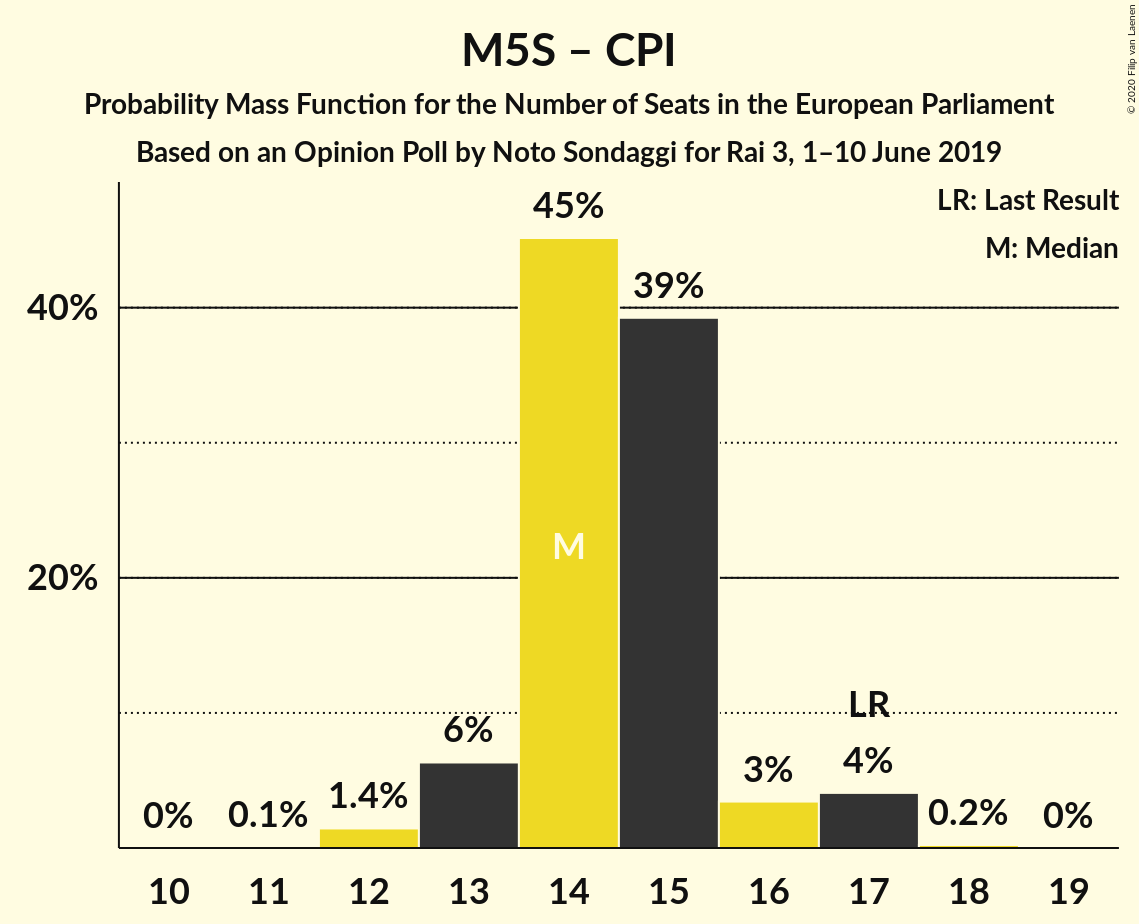 M5S – CPI
Probability Mass Function for the Number of Seats in the European Parliament
Based on an Opinion Poll by Noto Sondaggi for Rai 3, 1–10 June 2019
© 2020 Filip van Laenen
LR: Last Result
M: Median
45%
39%
40%
M
20%
LR
6%
4%
3%
1.4%
0%
0.1%
0.2%
0%
10 11 12 13 14 15 16 17 18 19